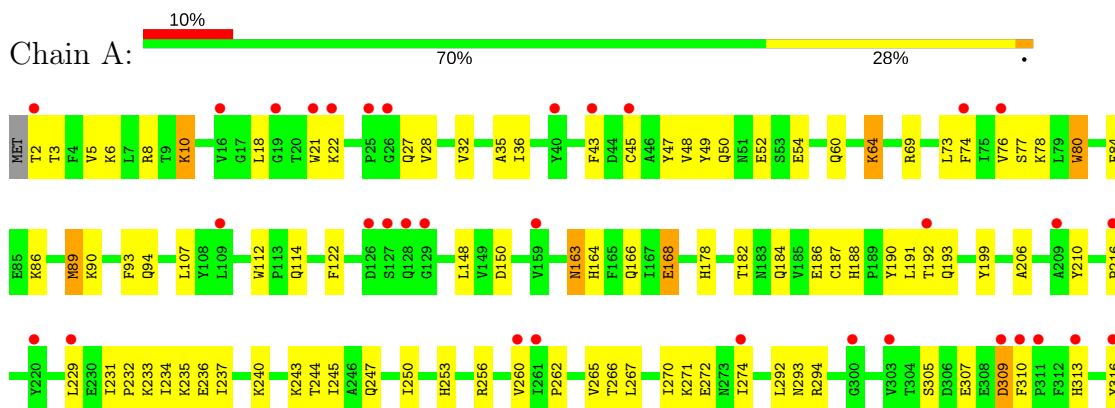 10%
Chain A:
70% 28% •
MET T2 T3 F4 V5 K6 L7 R8 T9 K10 V16 G17 L18 G19 T20 W21 K22 P25 G26 Q27 V28 V32 A35 I36 Y40 F43 D44 C45 A46 Y47 V48 Y49 Q50 N51 E52 S53 E54 Q60 K64 R69 L73 F74 I75 V76 S77 K78 L79 W80
E85 K86 M89 K90 F93 Q94 L107 Y108 L109 W112 P113 Q114 F122 D126 S127 Q128 G129 L148 V149 D150 V159 N163 H164 F165 Q166 I167 E168 H178 T182 N183 Q184 V185 E186 C187 H188 P189 Y190 L191 T192 Q193 Y199 A206 A209 Y210
Y220 L229 E230 I231 P232 K233 I234 K235 E236 I237 K240 K243 T244 I245 A246 Q247 I250 H253 R256 V260 I261 P262 V265 T266 L267 I270 K271 E272 N273 I274 L292 N293 R294 G300 V303 T304 S305 D306 E307 E308 D309 F310 P311 F312 H313